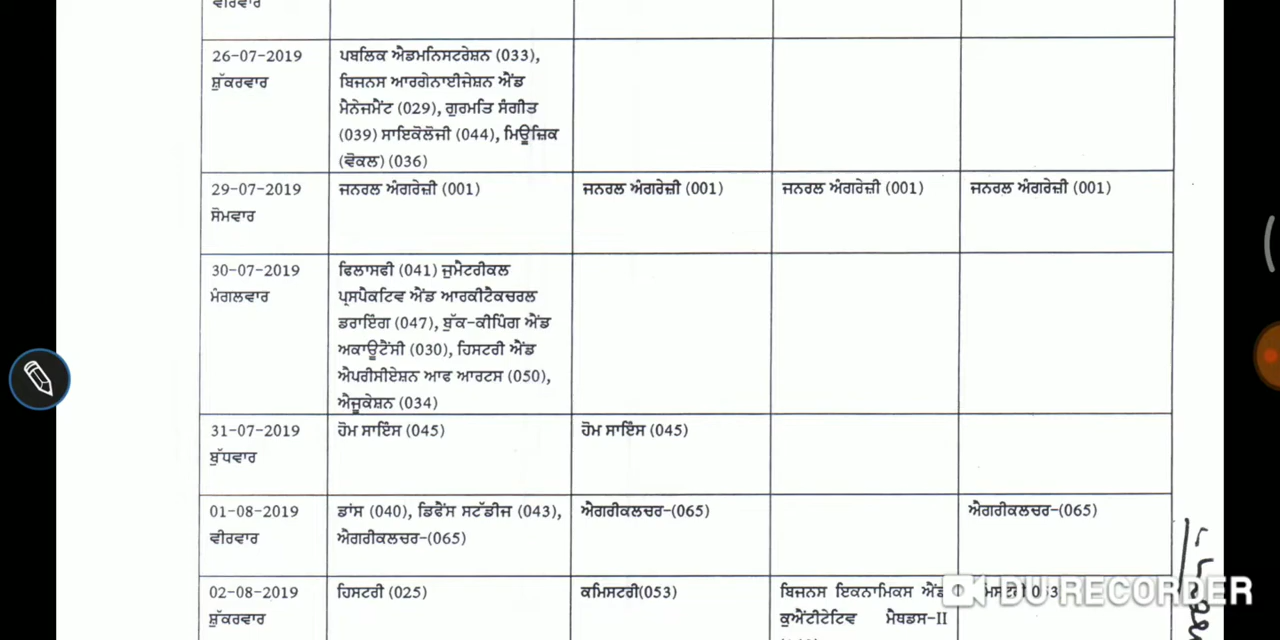 ਵੀਰਵਾਰ
26-07-2019
ਸ਼ੁੱਕਰਵਾਰ
ਪਬਲਿਕ ਐਡਮਨਿਸਟਰੇਸ਼ਨ (033),
ਬਿਜਨਸ ਆਰਗੇਨਾਈਜੇਸ਼ਨ ਐਂਡ
ਮੈਨੇਜਮੈਂਟ (029), ਗੁਰਮਤਿ ਸੰਗੀਤ
(039) ਸਾਇਕੋਲੋਜੀ (044), ਮਿਊਜ਼ਿਕ
(ਵੋਕਲ) (036)
29-07-2019
ਸੋਮਵਾਰ
ਜਨਰਲ ਅੰਗਰੇਜ਼ੀ (001)
ਜਨਰਲ ਅੰਗਰੇਜ਼ੀ (001)
ਜਨਰਲ ਅੰਗਰੇਜ਼ੀ (001)
ਜਨਰਲ ਅੰਗਰੇਜ਼ੀ (001)
30-07-2019
ਮੰਗਲਵਾਰ
ਫਿਲਾਸਫੀ (041) ਜੁਮੈਟਰੀਕਲ
ਪ੍ਰਸਪੈਕਟਿਵ ਐਂਡ ਆਰਕੀਟੈਕਚਰਲ
ਡਰਾਇੰਗ (047), ਬੁੱਕ-ਕੀਪਿੰਗ ਐਂਡ
ਅਕਾਊਟੈਂਸੀ (030), ਹਿਸਟਰੀ ਐਂਡ
ਐਪਰੀਸੀਏਸ਼ਨ ਆਫ ਆਰਟਸ (050),
ਐਜੂਕੇਸ਼ਨ (034)
31-07-2019
ਬੁੱਧਵਾਰ
ਹੋਮ ਸਾਇੰਸ (045)
ਹੋਮ ਸਾਇੰਸ (045)
01-08-2019
ਵੀਰਵਾਰ
ਡਾਂਸ (040), ਡਿਫੈਂਸ ਸਟੱਡੀਜ (043),
ਐਗਰੀਕਲਚਰ-(065)
ਐਗਰੀਕਲਚਰ-(065)
ਐਗਰੀਕਲਚਰ-(065)
02-08-2019
ਸ਼ੁੱਕਰਵਾਰ
ਹਿਸਟਰੀ (025)
ਕਮਿਸਟਰੀ(053)
ਬਿਜਨਸ ਇਕਨਾਮਿਕਸ ਐਂਡ
ਕੁਐਂਟੀਟੇਟਿਵ ਮੈਥਡਸ-II
DU RECORDER